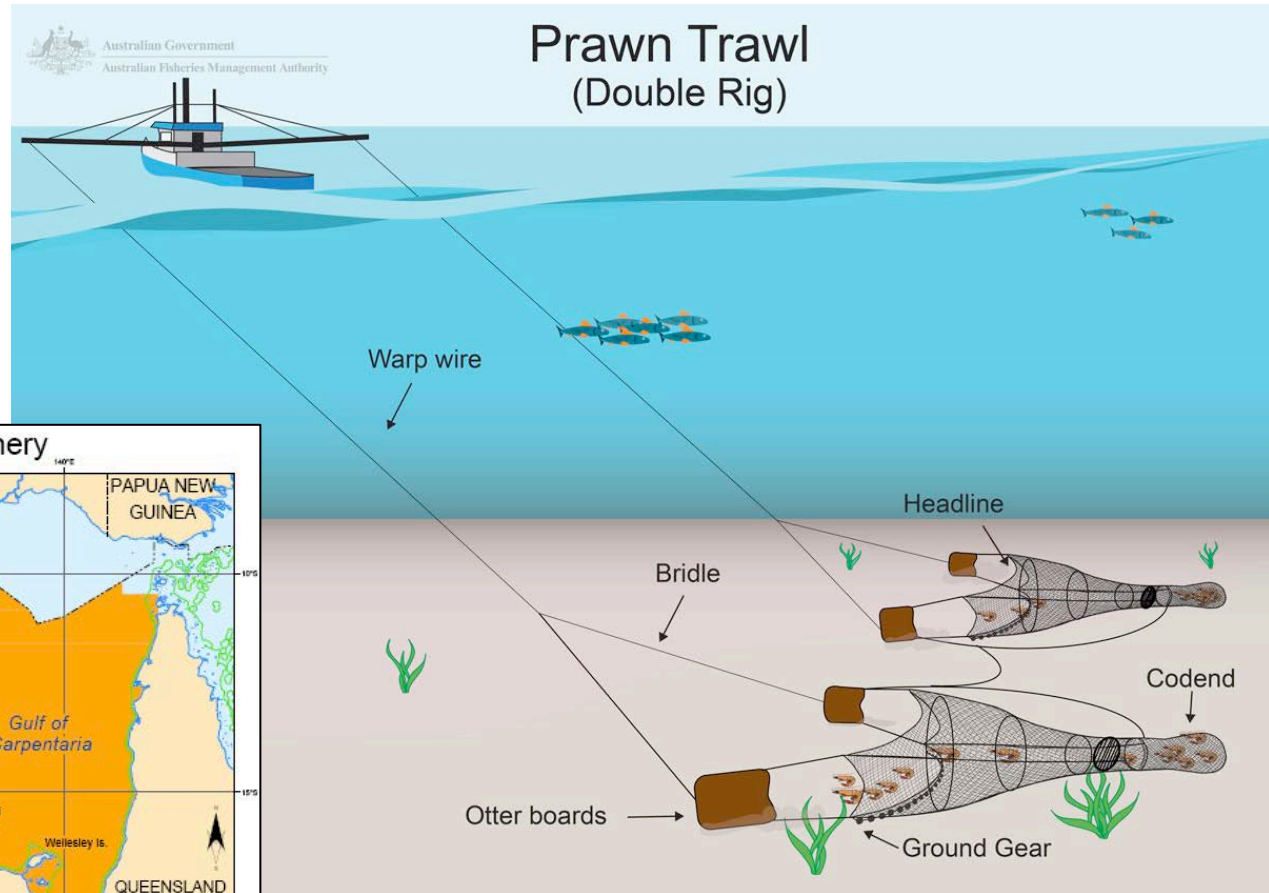 Australian Government
Australian Fisheries Management Authority
Prawn Trawl
(Double Rig)
Warp wire
Headline
Bridle
Codend
Otter boards
Ground Gear
nery
140°E
PAPUA NEW
GUINEA
10°S
Gulf of
Carpentaria
15°S
Wellesley Is.
N
QUEENSLAND